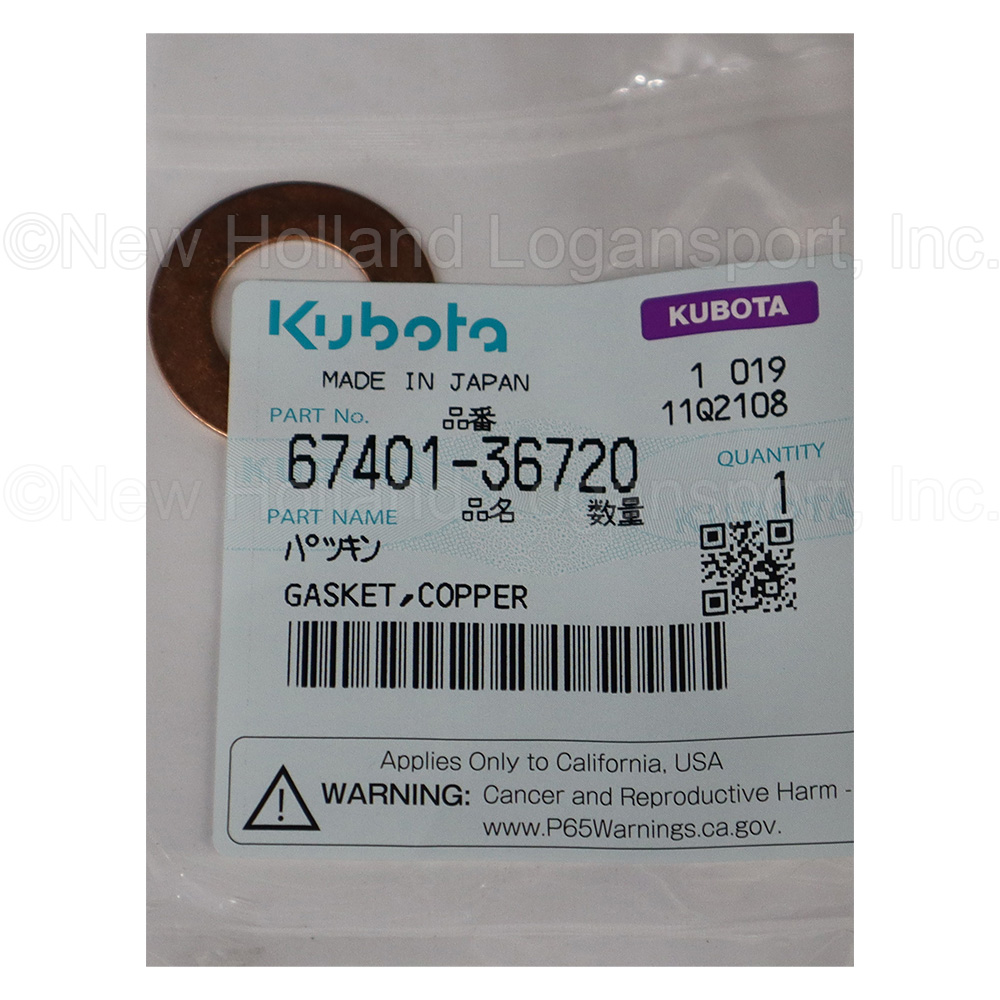 ©New Holland Logansport, Inc.
Kubota
KUBOTA
MADE IN JAPAN
1 019
11Q2108
PART No.
品番
67401-36720
QUANTITY
1
©New Holland Logansport, Inc.
PART NAME
品名
数量
パツキン
GASKET,COPPER
Applies Only to California, USA
WARNING: Cancer and Reproductive Harm -
www.P65Warnings.ca.gov.